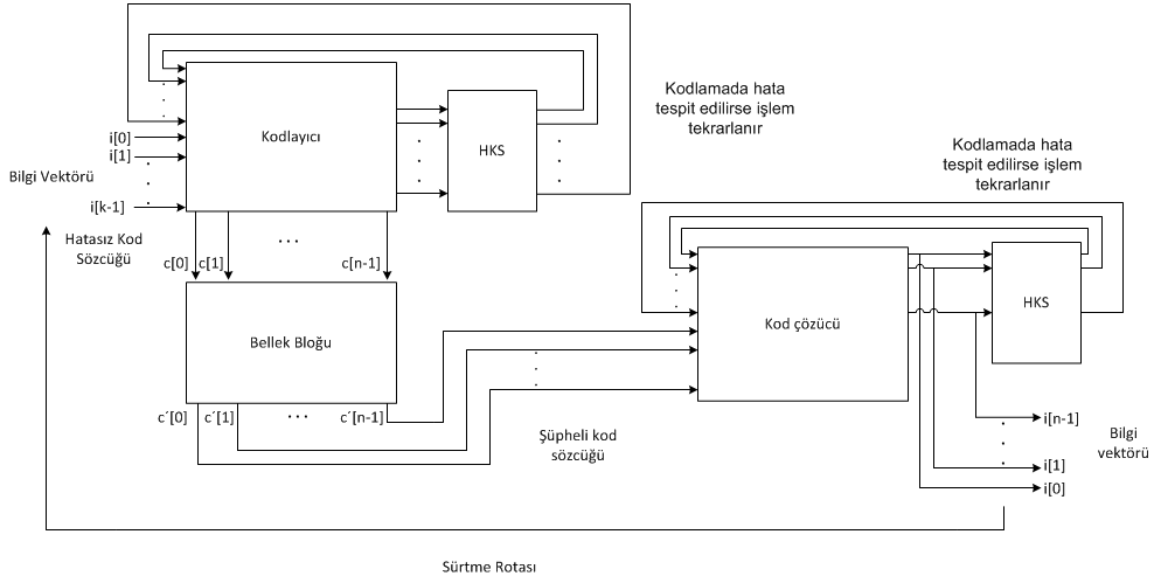 Kodlayıcı
HKS
Kodlamada hata
tespit edilirse işlem
tekrarlanır
i[0]
i[1]
Bilgi Vektörü
i[k-1]
Hatasız Kod
Sözcüğü
c[0]
c[1]
c[n-1]
Bellek Bloğu
c´[0]
c´[1]
c´[n-1]
Şüpheli kod
sözcüğü
Kodlamada hata
tespit edilirse işlem
tekrarlanır
Kod çözücü
HKS
i[n-1]
Bilgi
vektörü
i[1]
i[0]
Sürtme Rotası